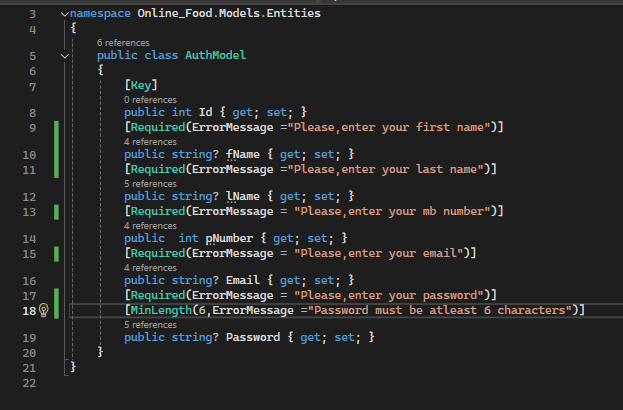 3 namespace Online_Food.Models.Entities
4 {
6 references
5 public class AuthModel
6 {
7 [Key]
0 references
8 public int Id { get; set; }
9 [Required(ErrorMessage ="Please,enter your first name")]
4 references
10 public string? fName { get; set; }
11 [Required(ErrorMessage ="Please,enter your last name")]
5 references
12 public string? lName { get; set; }
13 [Required(ErrorMessage = "Please,enter your mb number")]
4 references
14 public  int pNumber { get; set; }
15 [Required(ErrorMessage = "Please,enter your email")]
4 references
16 public string? Email { get; set; }
17 [Required(ErrorMessage = "Please,enter your password")]
18 [MinLength(6,ErrorMessage ="Password must be atleast 6 characters")]
5 references
19 public string? Password { get; set; }
20 }
21 }
22